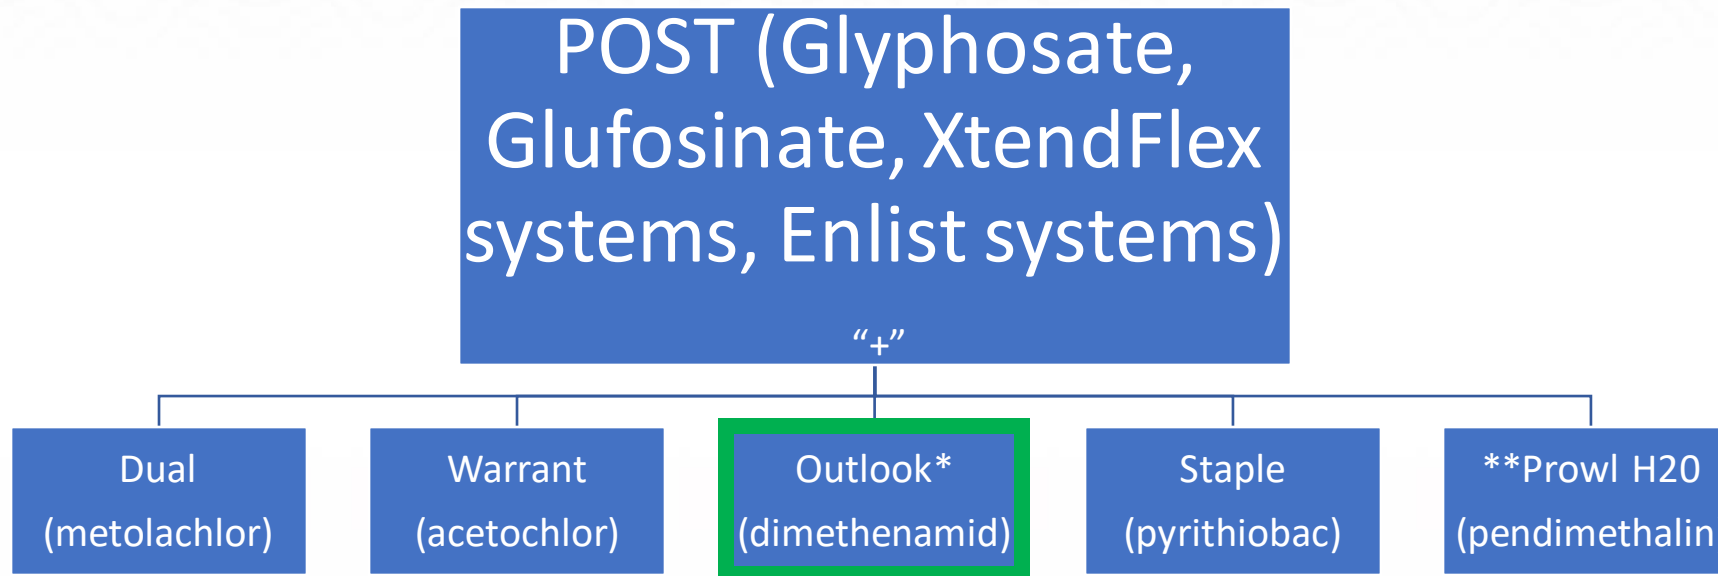 POST (Glyphosate,
Glufosinate, XtendFlex
systems, Enlist systems)
“+”
Dual
(metolachlor)
Warrant
(acetochlor)
Outlook*
(dimethenamid)
Staple
(pyrithiobac)
**Prowl H20
(pendimethalin